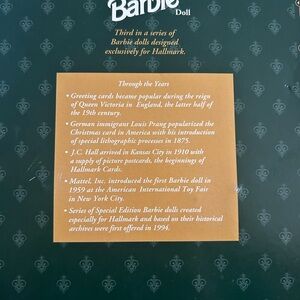 Barbie
Doll
Third in a series of
Barbie dolls designed
exclusively for Hallmark.
Through the Years
• Greeting cards became popular during the reign
of Queen Victoria in England, the latter half of
the 19th century.
• German immigrant Louis Prang popularized the
Christmas card in America with his introduction
of special lithographic processes in 1875.
• J.C. Hall arrived in Kansas City in 1910 with
a supply of picture postcards, the beginnings of
Hallmark Cards.
• Mattel, Inc. introduced the first Barbie doll in
1959 at the American International Toy Fair
in New York City.
• Series of Special Edition Barbie dolls created
especially for Hallmark and based on their historical
archives were first offered in 1994.